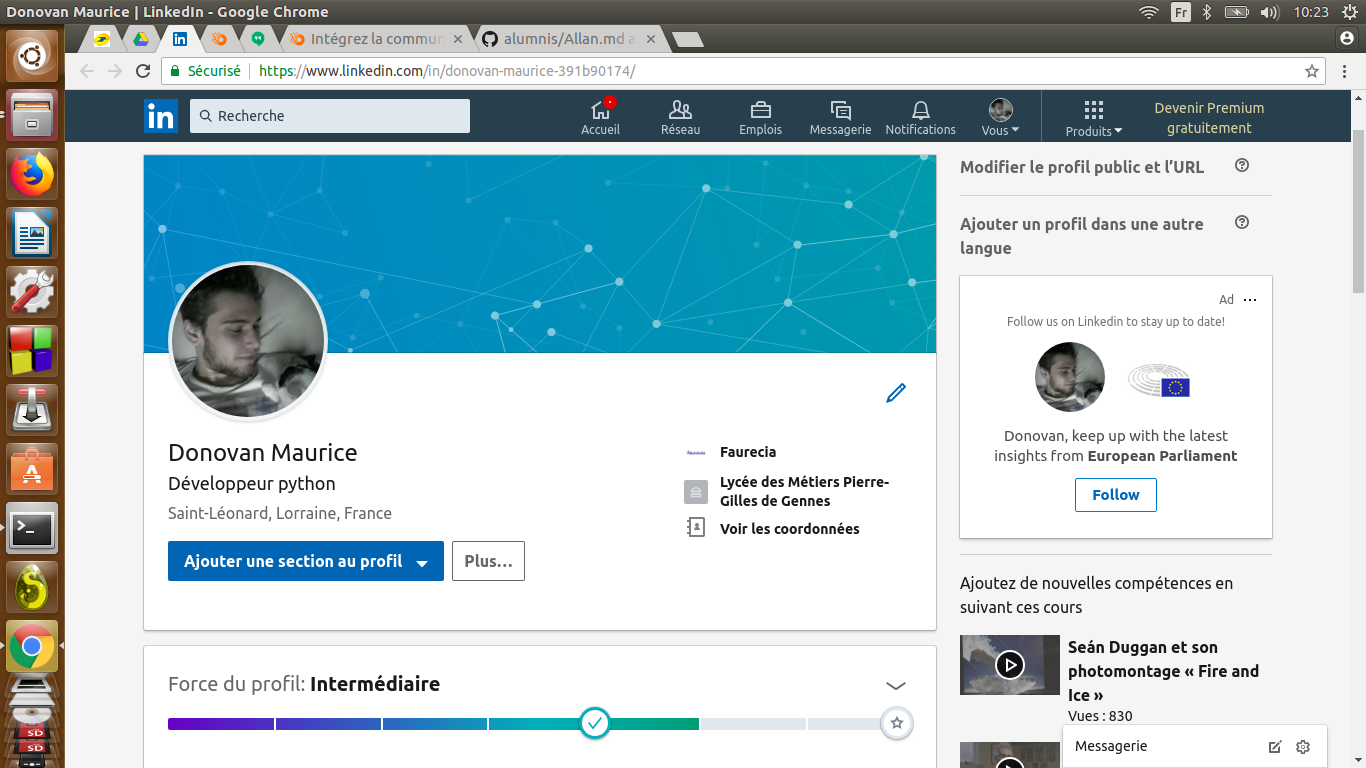 Donovan Maurice | LinkedIn - Google Chrome
Fr
10:23
in
Intégrez la commun
alumnis/Allan.md a
Sécurisé
https://www.linkedin.com/in/donovan-maurice-391b90174/
in
Recherche
Accueil
Réseau
Emplois
Messagerie
Notifications
Vous
Produits
Devenir Premium
gratuitement
Donovan Maurice
Développeur python
Saint-Léonard, Lorraine, France
Ajouter une section au profil
Plus...
Faurecia
Lycée des Métiers Pierre-
Gilles de Gennes
Voir les coordonnées
Force du profil: Intermédiaire
Modifier le profil public et l’URL
Ajouter un profil dans une autre
langue
Ad
Follow us on Linkedin to stay up to date!
Donovan, keep up with the latest
insights from European Parliament
Follow
Ajoutez de nouvelles compétences en
suivant ces cours
Seán Duggan et son
photomontage « Fire and
Ice »
Vues : 830
Messagerie
SD
SD
SD